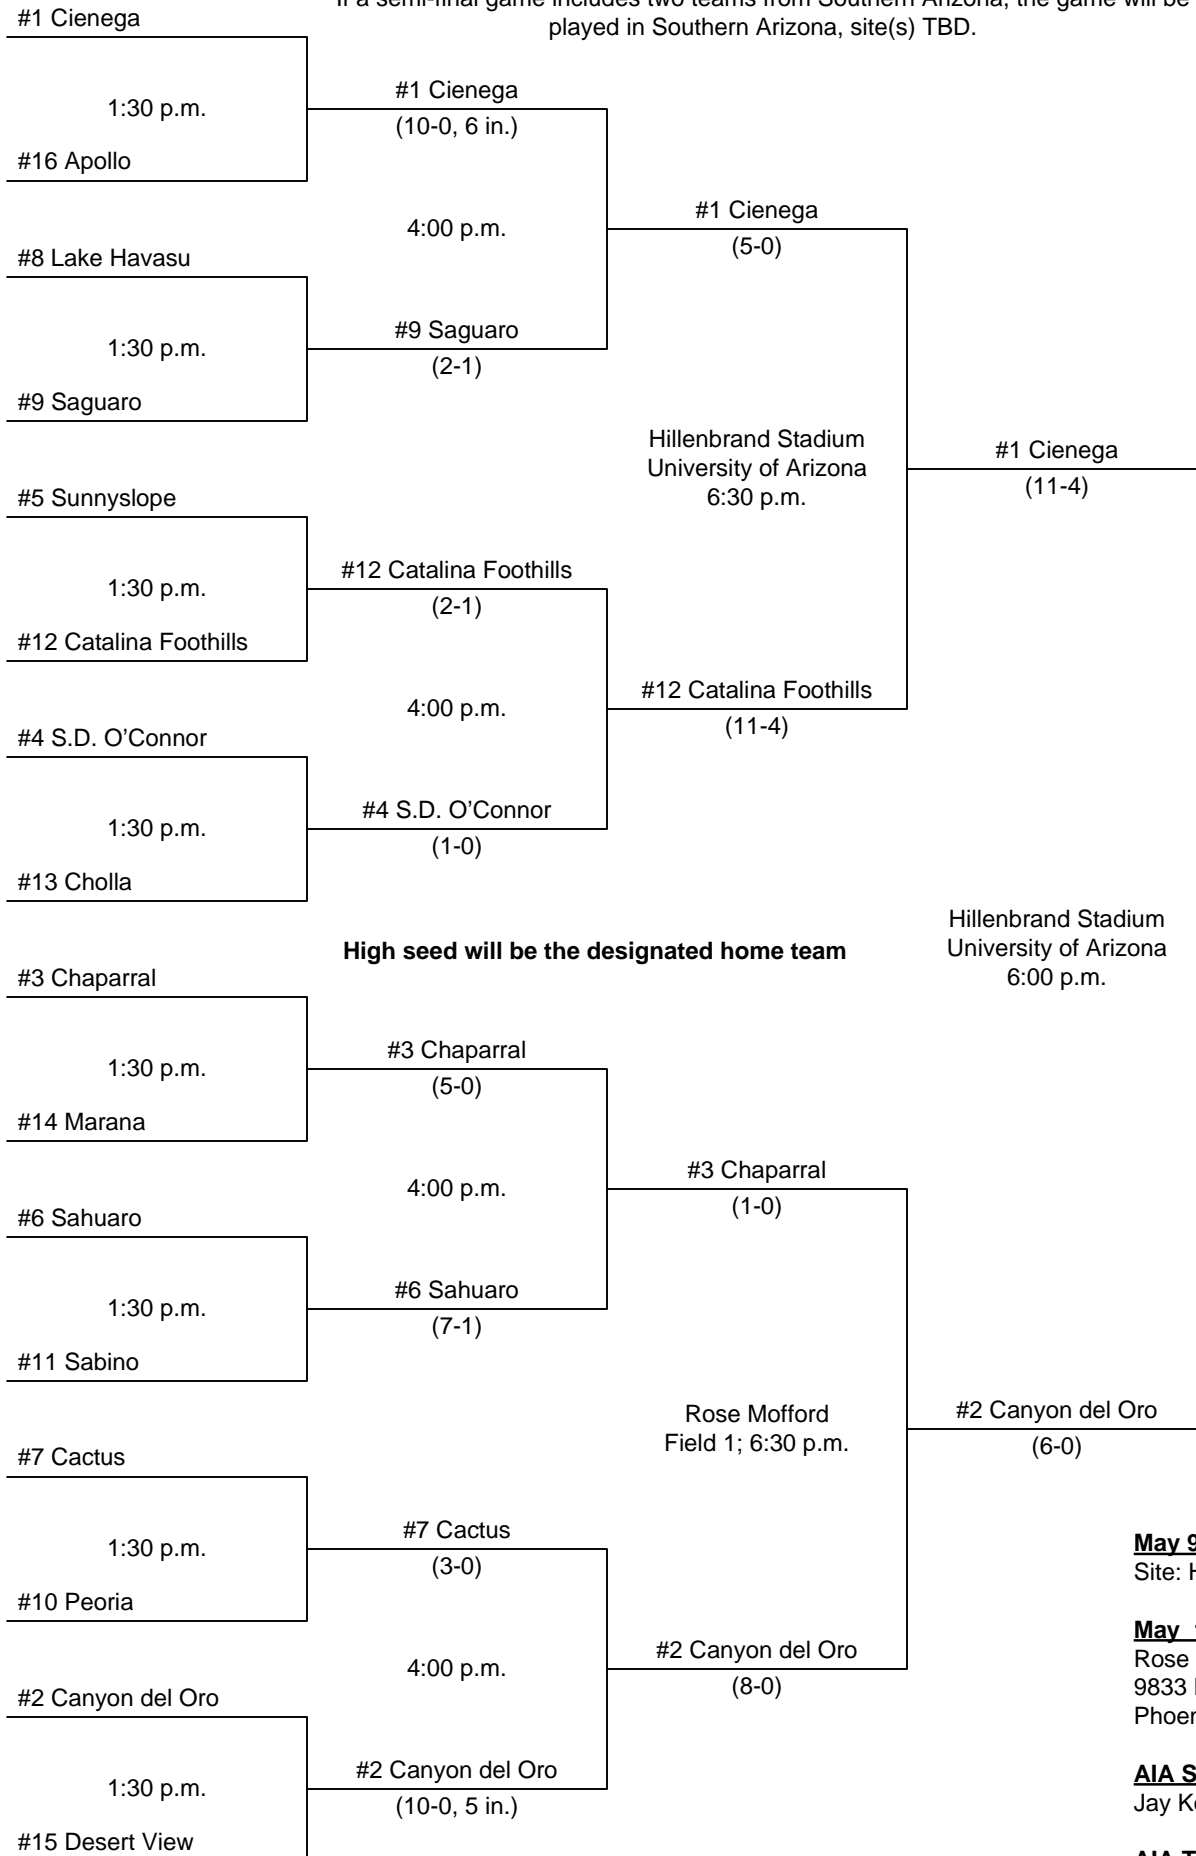 If a semi-final game includes two teams from Southern Arizona, the game will be
played in Southern Arizona, site(s) TBD.
#1 Cienega
1:30 p.m.
#16 Apollo
#1 Cienega
(10-0, 6 in.)
4:00 p.m.
#8 Lake Havasu
1:30 p.m.
#9 Saguaro
#9 Saguaro
(2-1)
#1 Cienega
(5-0)
Hillenbrand Stadium
University of Arizona
6:30 p.m.
#1 Cienega
(11-4)
#5 Sunnyslope
1:30 p.m.
#12 Catalina Foothills
#12 Catalina Foothills
(2-1)
4:00 p.m.
#12 Catalina Foothills
(11-4)
#4 S.D. O’Connor
1:30 p.m.
#13 Cholla
#4 S.D. O’Connor
(1-0)
High seed will be the designated home team
Hillenbrand Stadium
University of Arizona
6:00 p.m.
#3 Chaparral
1:30 p.m.
#14 Marana
#3 Chaparral
(5-0)
4:00 p.m.
#3 Chaparral
(1-0)
#6 Sahuaro
1:30 p.m.
#11 Sabino
#6 Sahuaro
(7-1)
Rose Mofford
Field 1; 6:30 p.m.
#2 Canyon del Oro
(6-0)
#7 Cactus
1:30 p.m.
#10 Peoria
#7 Cactus
(3-0)
4:00 p.m.
#2 Canyon del Oro
(8-0)
#2 Canyon del Oro
1:30 p.m.
#15 Desert View
#2 Canyon del Oro
(10-0, 5 in.)
May 9
Site:
May
Rose
9833
AIA
Jay